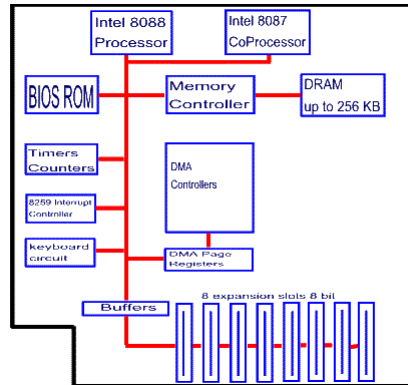 Intel 8088
Processor
Intel 8087
CoProcessor
BIOS ROM
Memory
Controller
DRAM
up to 256 KB
Timers
Counters
DMA
Controllers
8259 Interrupt
Controller
keyboard
circuit
DMA Page
Registers
Buffers
8 expansion slots 8 bit